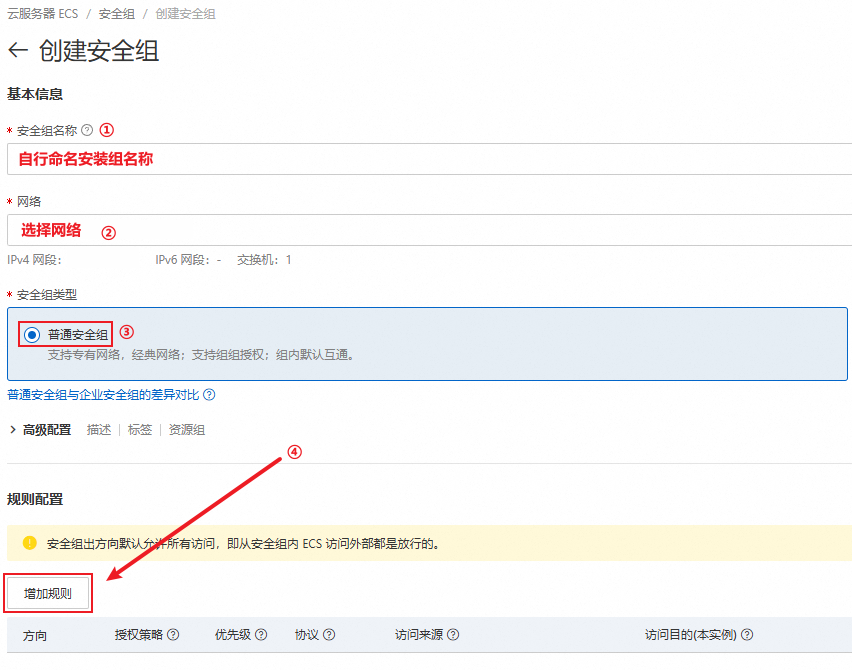 云服务器 ECS / 安全组 / 创建安全组
← 创建安全组
基本信息
* 安全组名称 ? ①
自行命名安装组名称
* 网络
选择网络 ②
IPv4 网段: IPv6 网段: - 交换机: 1
* 安全组类型
普通安全组 ③
支持专有网络，经典网络；支持组组授权；组内默认互通。
普通安全组与企业安全组的差异对比 ?
> 高级配置 描述 | 标签 | 资源组
④
规则配置
! 安全组出方向默认允许所有访问，即从安全组内 ECS 访问外部都是放行的。
增加规则
方向 授权策略 ? 优先级 ? 协议 ? 访问来源 ? 访问目的(本实例) ?